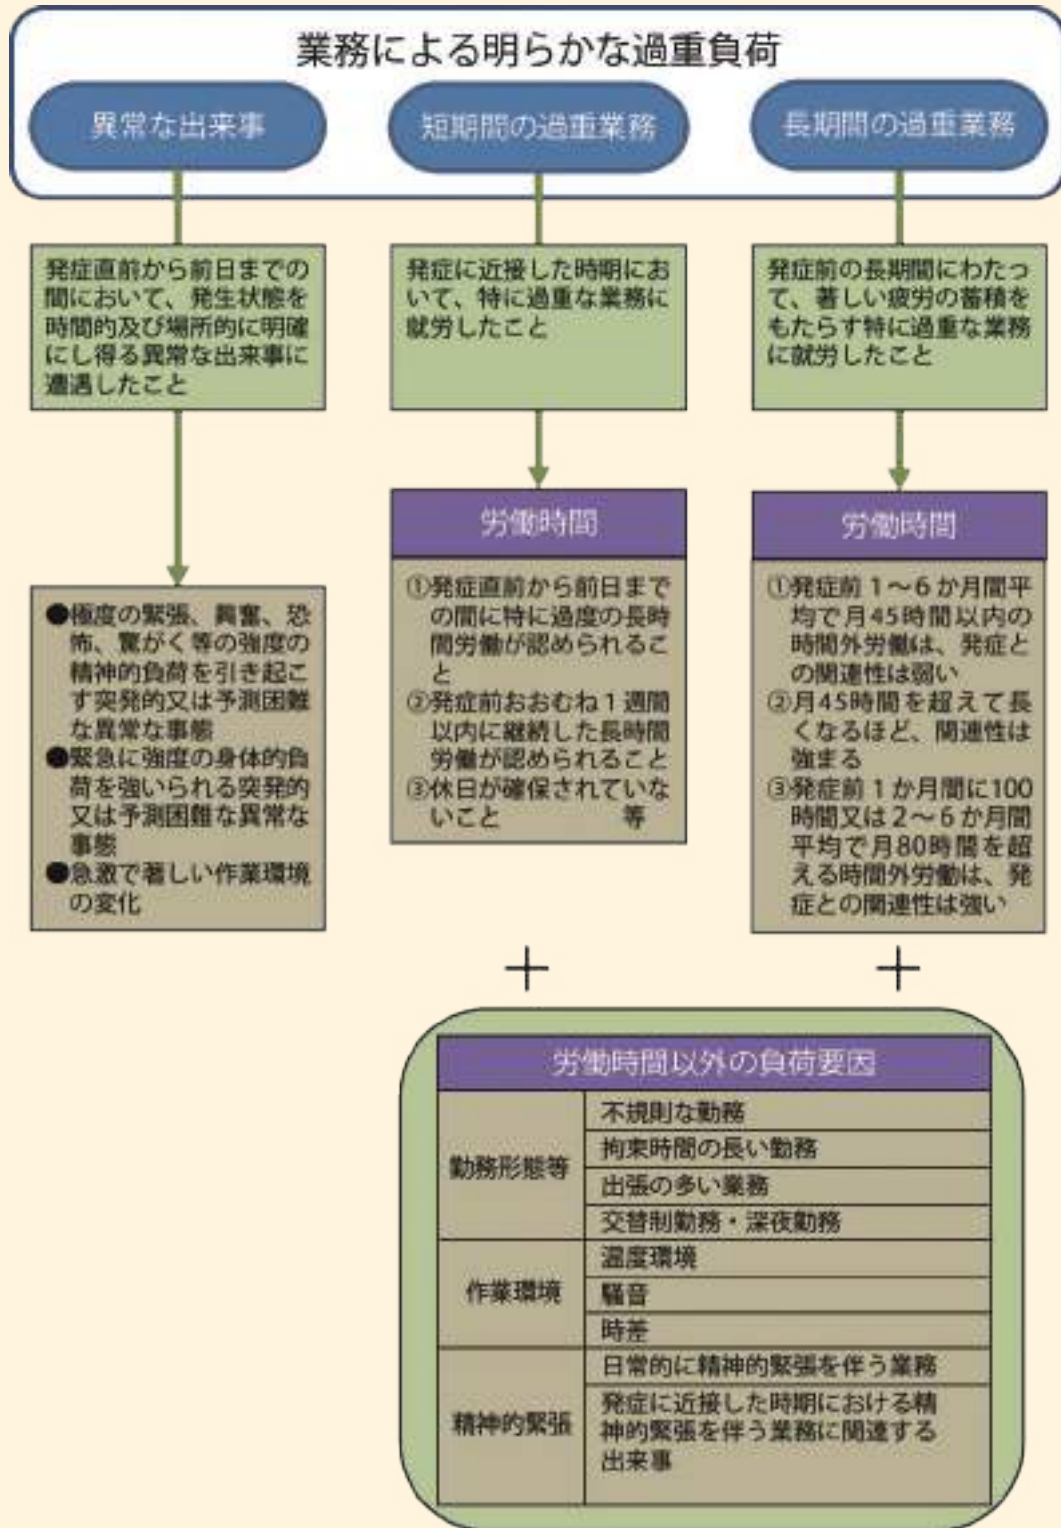 業務による明らかな過重負荷
異常な出来事
短期間の過重業務
長期間の過重業務
発症直前から前日までの
間において、発生状態を
時間的及び場所的に明確
にし得る異常な出来事に
遭遇したこと
発症に近接した時期にお
いて、特に過重な業務に
就労したこと
発症前の長期間にわたっ
て、著しい疲労の蓄積を
もたらす特に過重な業務
に就労したこと
●極度の緊張、興奮、恐
怖、驚がく等の強度の
精神的負荷を引き起こ
す突発的又は予測困難
な異常な事態
●緊急に強度の身体的負
荷を強いられる突発的
又は予測困難な異常な
事態
●急激で著しい作業環境
の変化
労働時間
①発症直前から前日まで
の間に特に過度の長時
間労働が認められるこ
と
②発症前おおむね1週間
以内に継続した長時間
労働が認められること
③休日が確保されていな
いこと 等
労働時間
①発症前1～6か月間平
均で月45時間以内の
時間外労働は、発症と
の関連性は弱い
②月45時間を超えて長
くなるほど、関連性は
強まる
③発症前1か月間に100
時間又は2～6か月間
平均で月80時間を超
える時間外労働は、発
症との関連性は強い
＋
＋
労働時間以外の負荷要因
勤務形態等
不規則な勤務
拘束時間の長い勤務
出張の多い業務
交替制勤務・深夜勤務
作業環境
温度環境
騒音
時差
精神的緊張
日常的に精神的緊張を伴う業務
発症に近接した時期における精
神的緊張を伴う業務に関連する
出来事